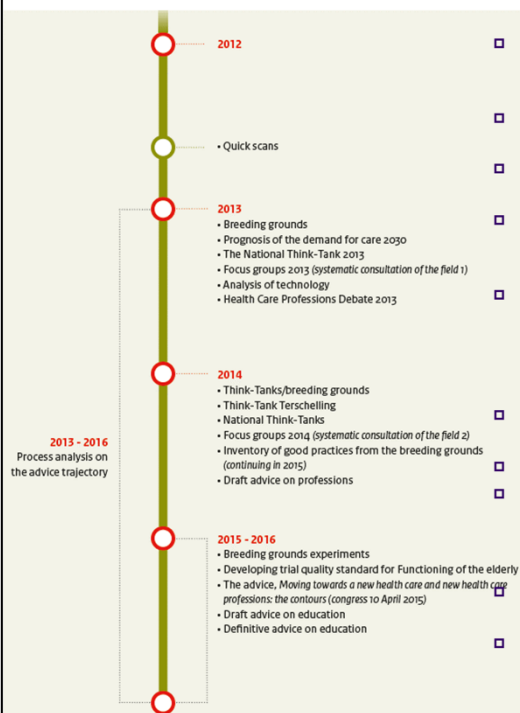 2012
• Quick scans
2013
• Breeding grounds
• Prognosis of the demand for care 2030
• The National Think-Tank 2013
• Focus groups 2013 (systematic consultation of the field 1)
• Analysis of technology
• Health Care Professions Debate 2013
2014
• Think-Tanks/breeding grounds
• Think-Tank Terschelling
• National Think-Tanks
• Focus groups 2014 (systematic consultation of the field 2)
• Inventory of good practices from the breeding grounds
(continuing in 2015)
• Draft advice on professions
2013 - 2016
Process analysis on
the advice trajectory
2015 - 2016
• Breeding grounds experiments
• Developing trial quality standard for Functioning of the elderly
• The advice, Moving towards a new health care and new health care
professions: the contours (congress 10 April 2015)
• Draft advice on education
• Definitive advice on education